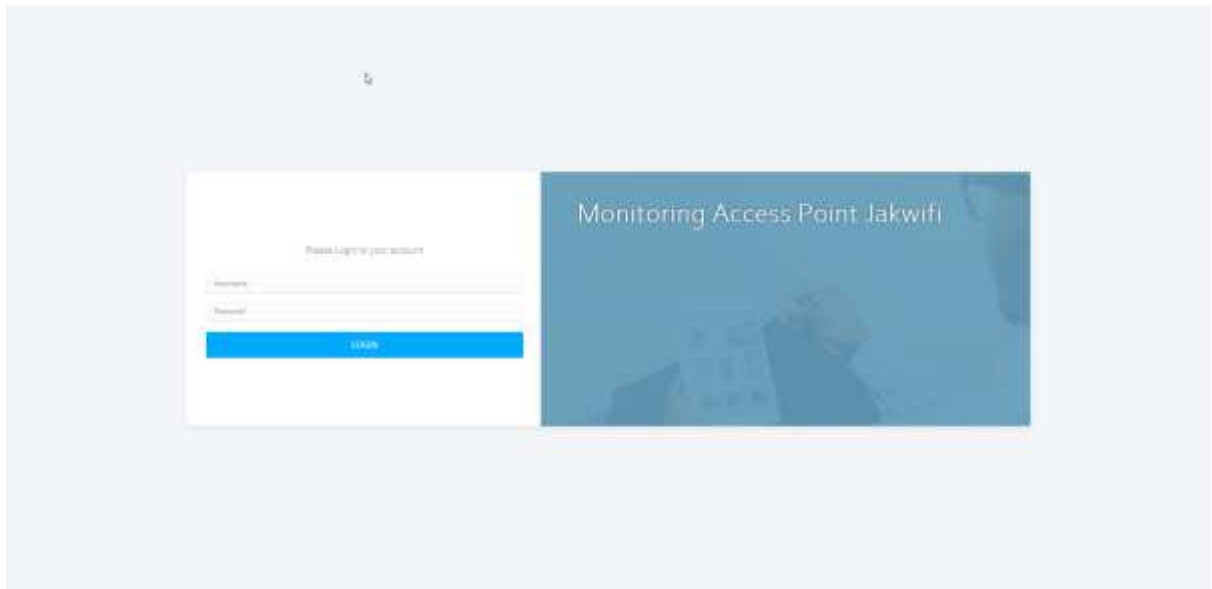 Monitoring Access Point Jakwifi
Please Login to your account
Username
Password
LOGIN